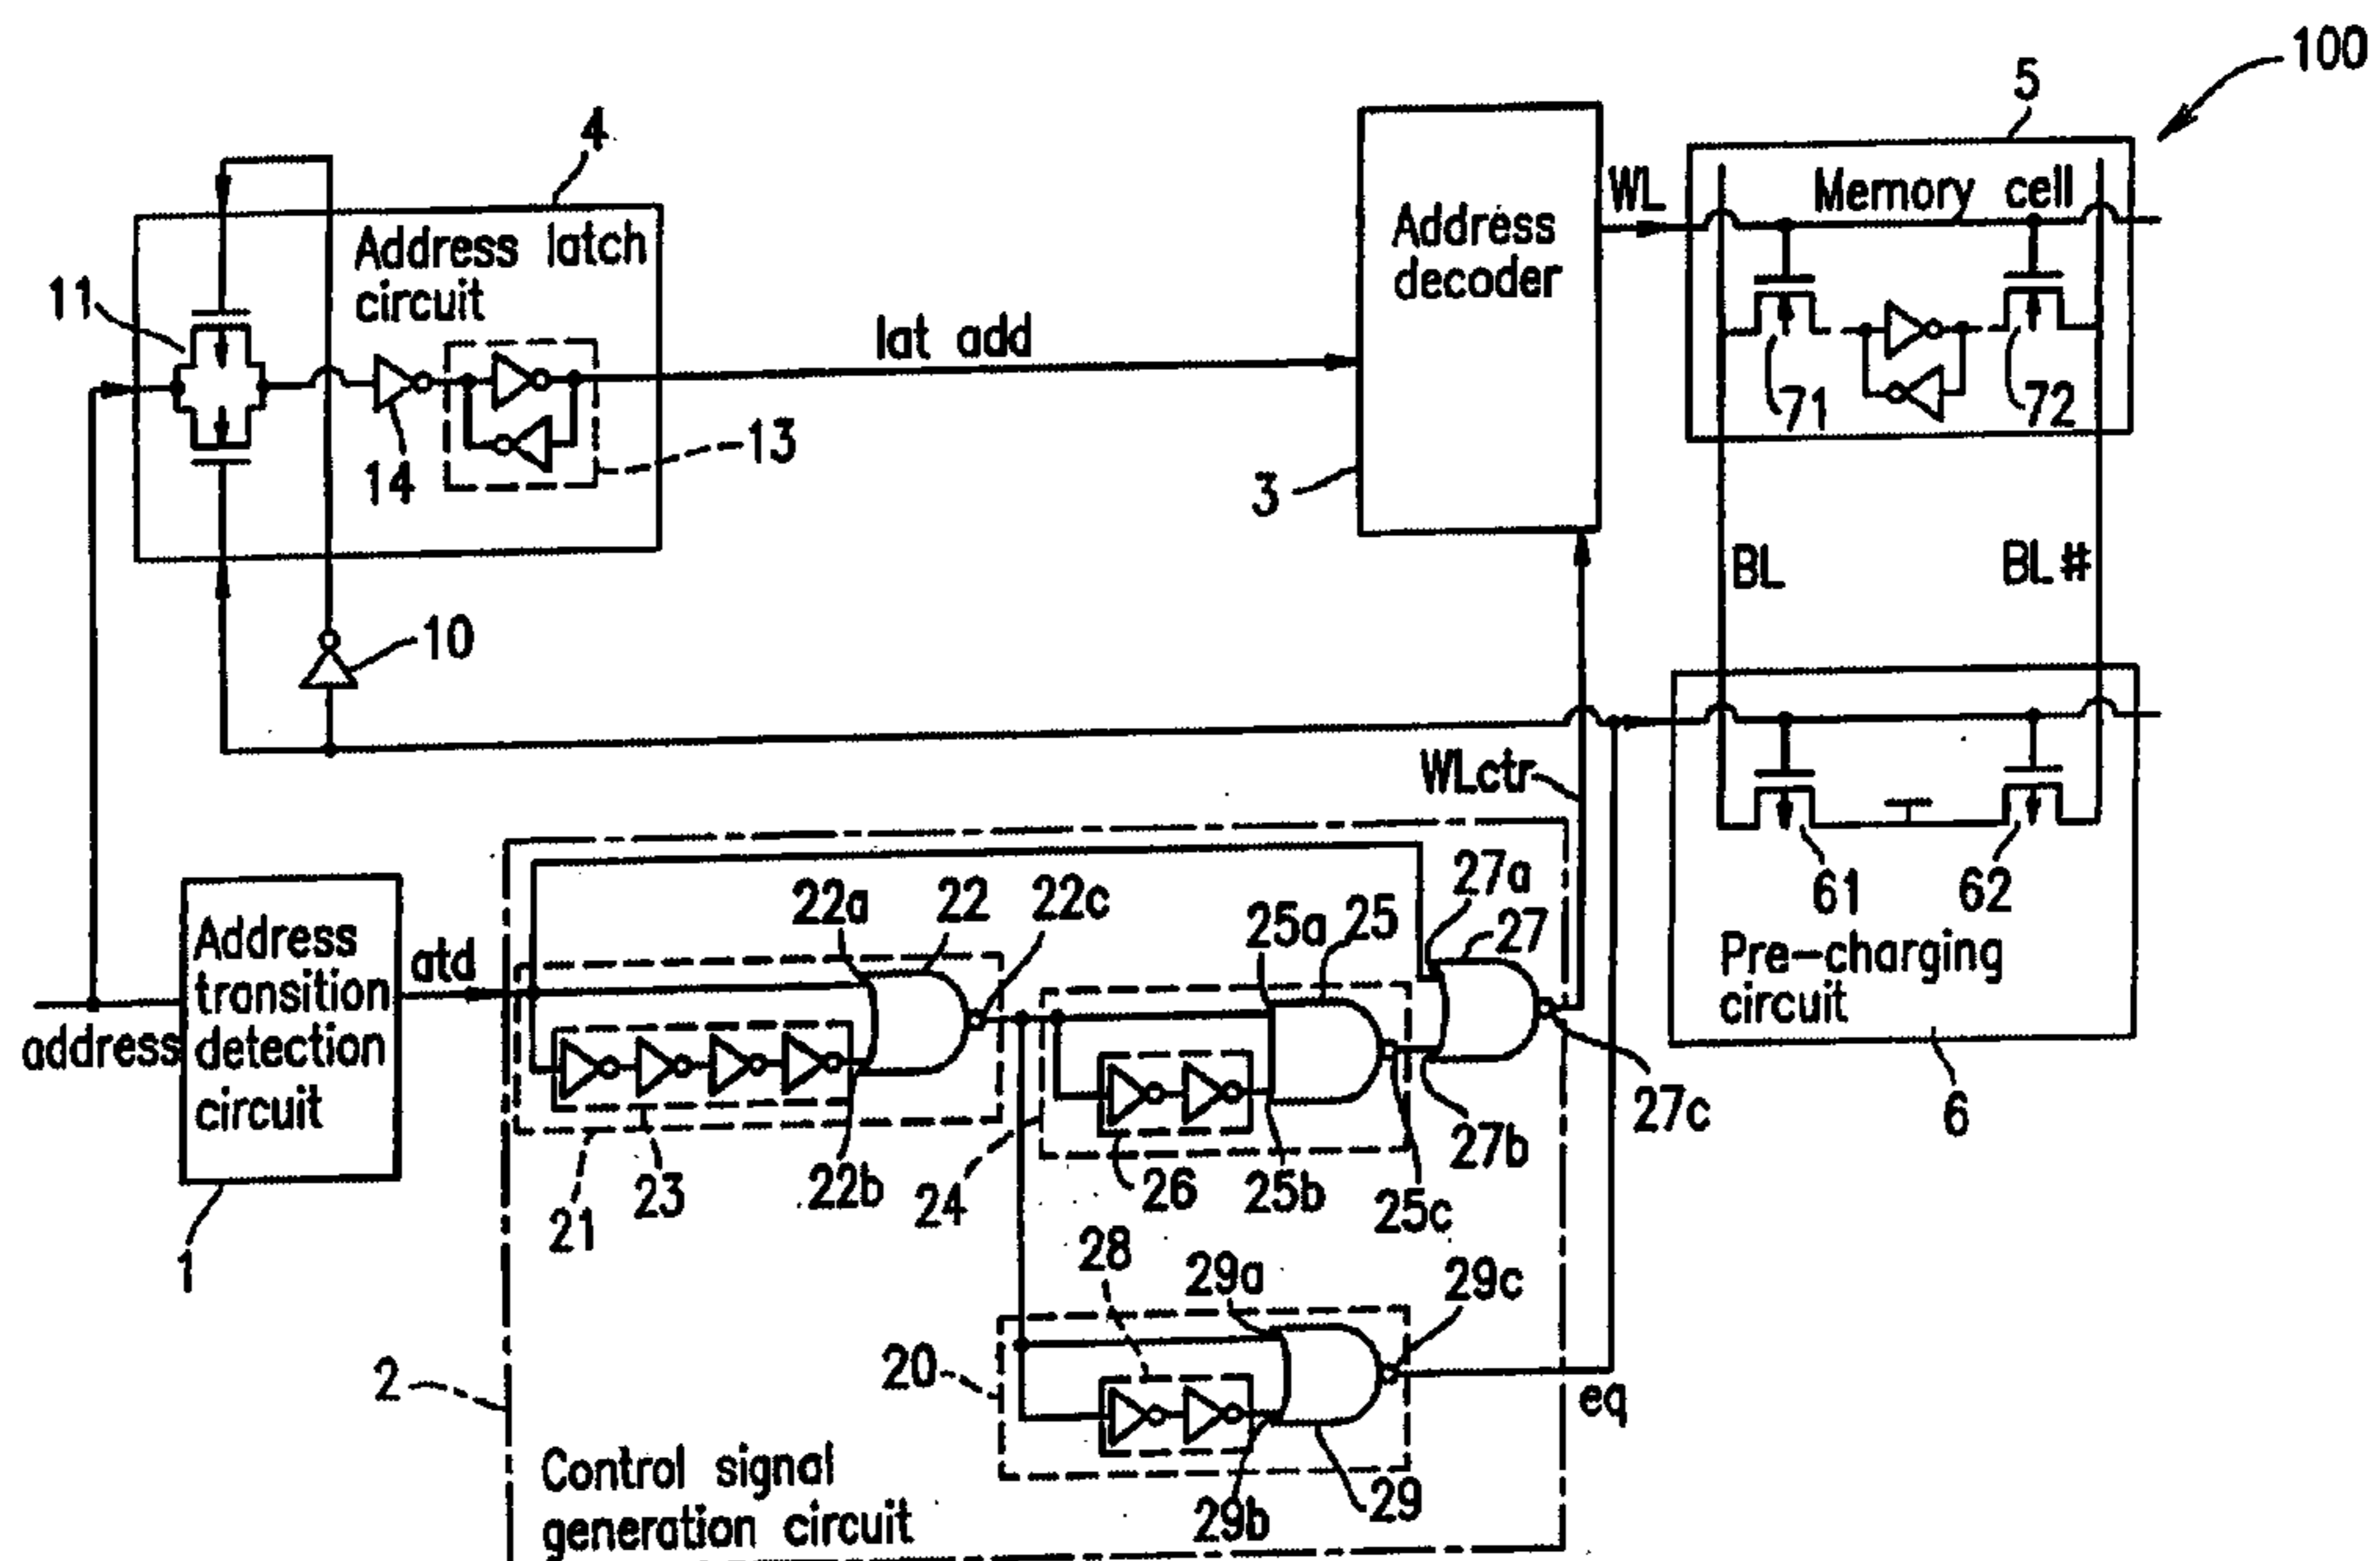 100
5
4
WL
Memory cell
Address latch
circuit
Address
decoder
11
lat add
71
72
14
13
3
BL
BL#
10
WLctr
27a
22a
22
22c
25a
25
27
61
62
Address
transition
detection
circuit
atd
address
Pre-charging
circuit
27c
6
27b
21
23
22b
24
26
25b
25c
1
28
29a
29c
20
2
eq
29b
29
Control signal
generation circuit